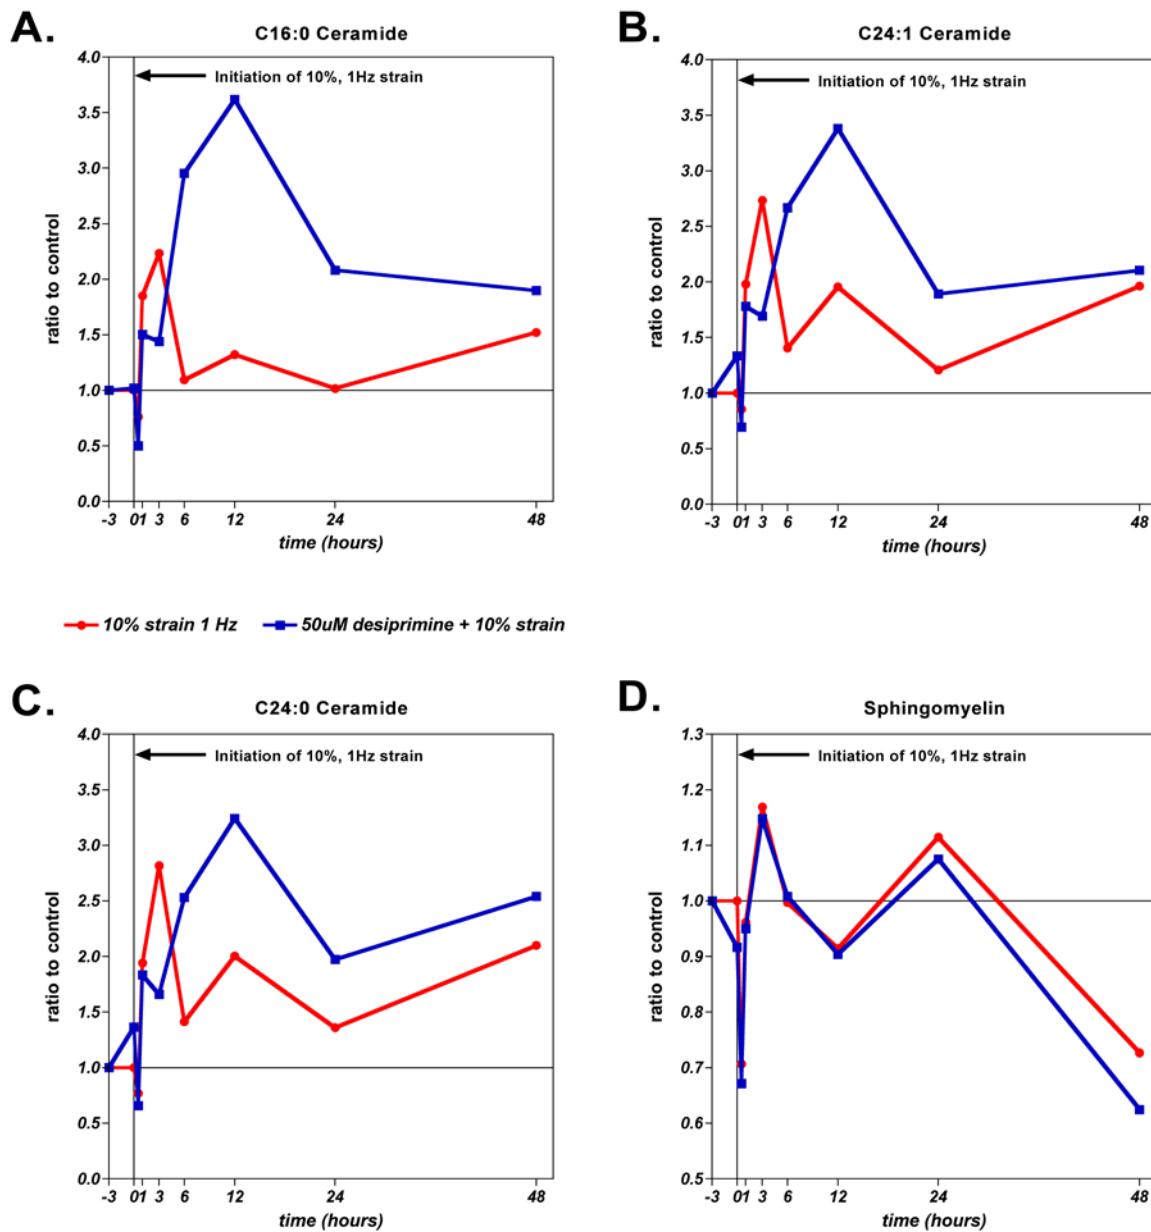 A.
C16:0 Ceramide
4.0
3.5
3.0
2.5
2.0
1.5
1.0
0.5
0.0
ratio to control
Initiation of 10%, 1Hz strain
-3 01 3 6 12 24 48
time (hours)
B.
C24:1 Ceramide
4.0
3.5
3.0
2.5
2.0
1.5
1.0
0.5
0.0
ratio to control
Initiation of 10%, 1Hz strain
-3 01 3 6 12 24 48
time (hours)
10% strain 1 Hz
50uM desiprimine + 10% strain
C.
C24:0 Ceramide
4.0
3.5
3.0
2.5
2.0
1.5
1.0
0.5
0.0
ratio to control
Initiation of 10%, 1Hz strain
-3 01 3 6 12 24 48
time (hours)
D.
Sphingomyelin
1.3
1.2
1.1
1.0
0.9
0.8
0.7
0.6
0.5
ratio to control
Initiation of 10%, 1Hz strain
-3 01 3 6 12 24 48
time (hours)